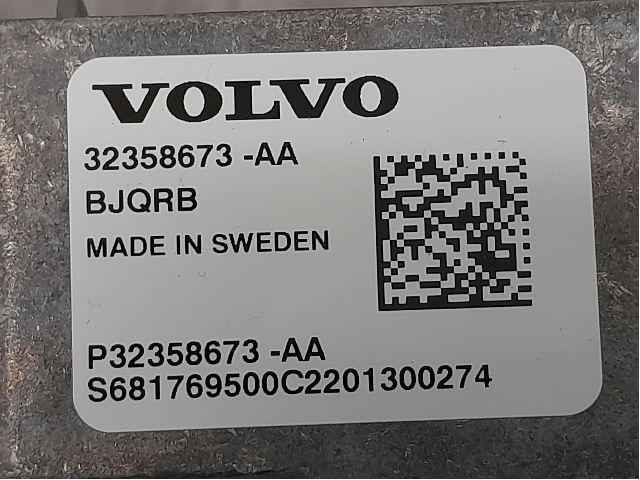 VOLVO
32358673 -AA
BJQRB
MADE IN SWEDEN
P32358673 -AA
S681769500C2201300274